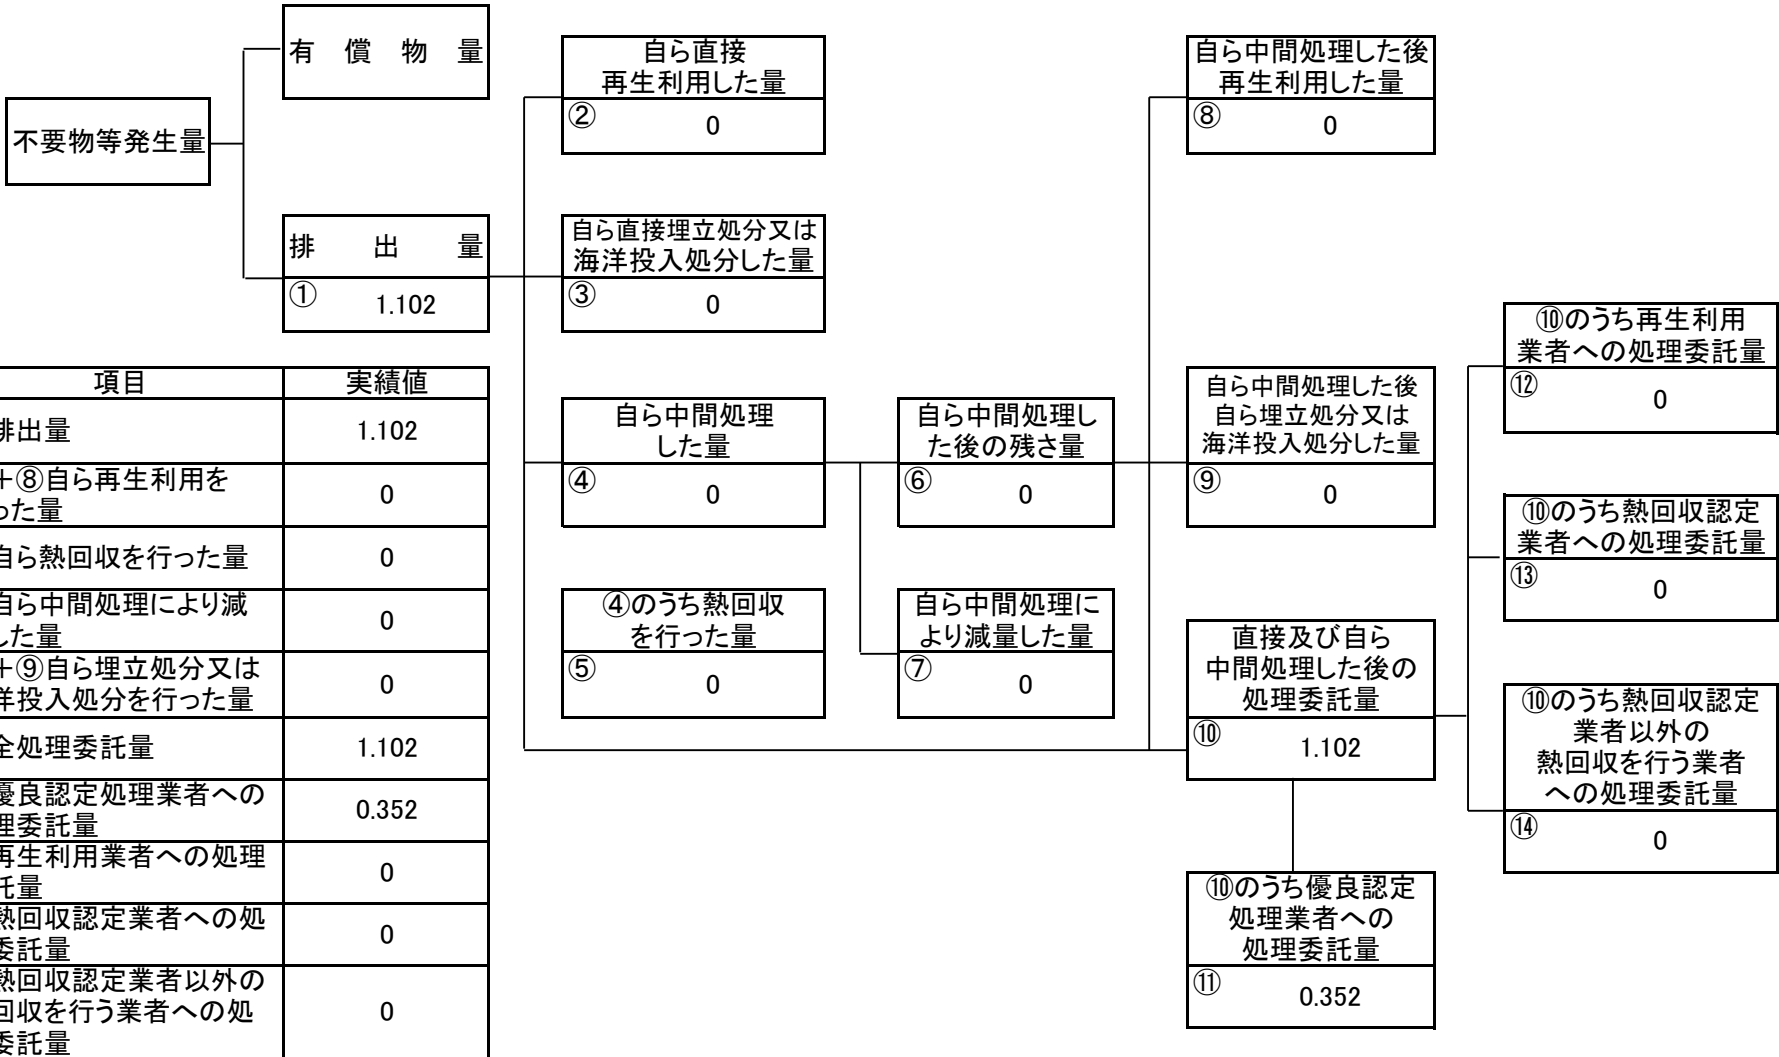 有　償　物　量
自ら直接
再生利用した量
② 0
自ら中間処理した後
再生利用した量
⑧ 0
不要物等発生量
排　出　量
① 1.102
自ら直接埋立処分又は
海洋投入処分した量
③ 0
⑩のうち再生利用
業者への処理委託量
⑫ 0
項目 実績値
排出量 1.102
+⑧自ら再生利用を
った量
0
自ら熱回収を行った量 0
自ら中間処理により減
した量
0
+⑨自ら埋立処分又は
洋投入処分を行った量
0
全処理委託量 1.102
優良認定処理業者への
理委託量
0.352
再生利用業者への処理
託量
0
熱回収認定業者への処
委託量
0
熱回収認定業者以外の
回収を行う業者への処
委託量
0
自ら中間処理
した量
④ 0
自ら中間処理し
た後の残さ量
⑥ 0
自ら中間処理した後
自ら埋立処分又は
海洋投入処分した量
⑨ 0
⑩のうち熱回収認定
業者への処理委託量
⑬ 0
④のうち熱回収
を行った量
⑤ 0
自ら中間処理に
より減量した量
⑦ 0
直接及び自ら
中間処理した後の
処理委託量
⑩ 1.102
⑩のうち熱回収認定
業者以外の
熱回収を行う業者
への処理委託量
⑭ 0
⑩のうち優良認定
処理業者への
処理委託量
⑪ 0.352